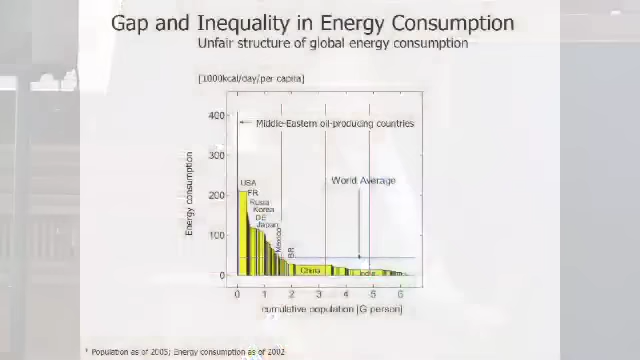 Gap and Inequality in Energy Consumption
Unfair structure of global energy consumption
[1000kcal/day/per capita]
400
Middle-Eastern oil-producing countries
300
Energy consumption
World Average
USA
200
FR
Rusia
Korea
DE
Japan
Mexico
BR
100
China
India
0
0 1 2 3 4 5 6
cumulative population [G person]
* Population as of 2005; Energy consumption as of 2002